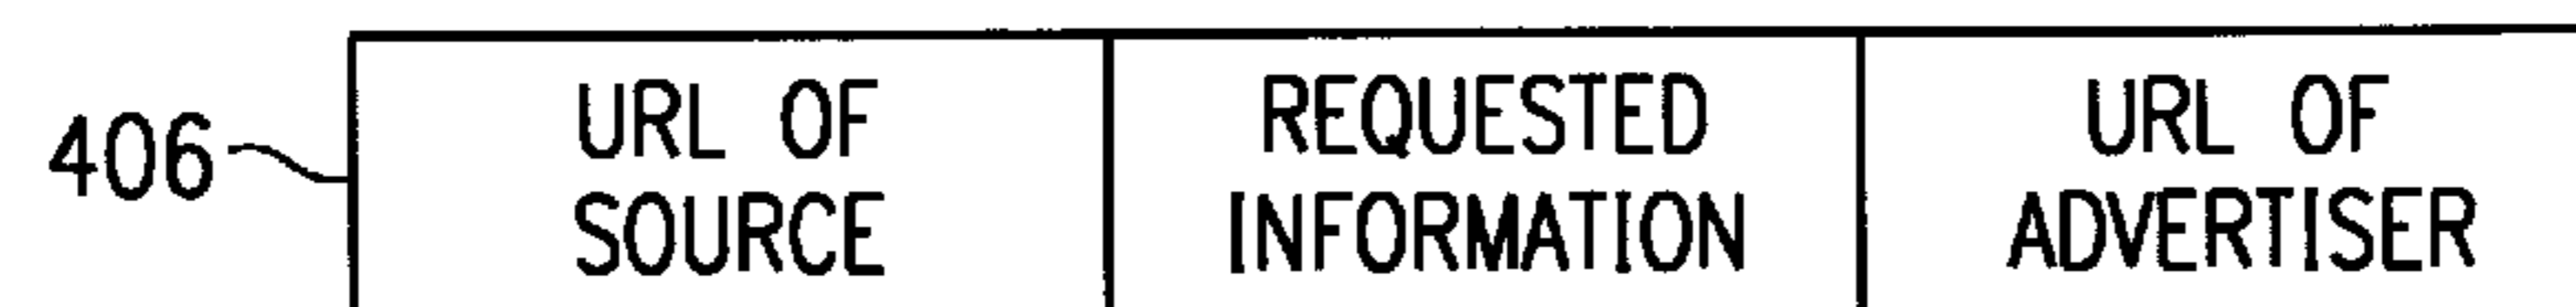 406
URL OF
SOURCE
REQUESTED
INFORMATION
URL OF
ADVERTISER